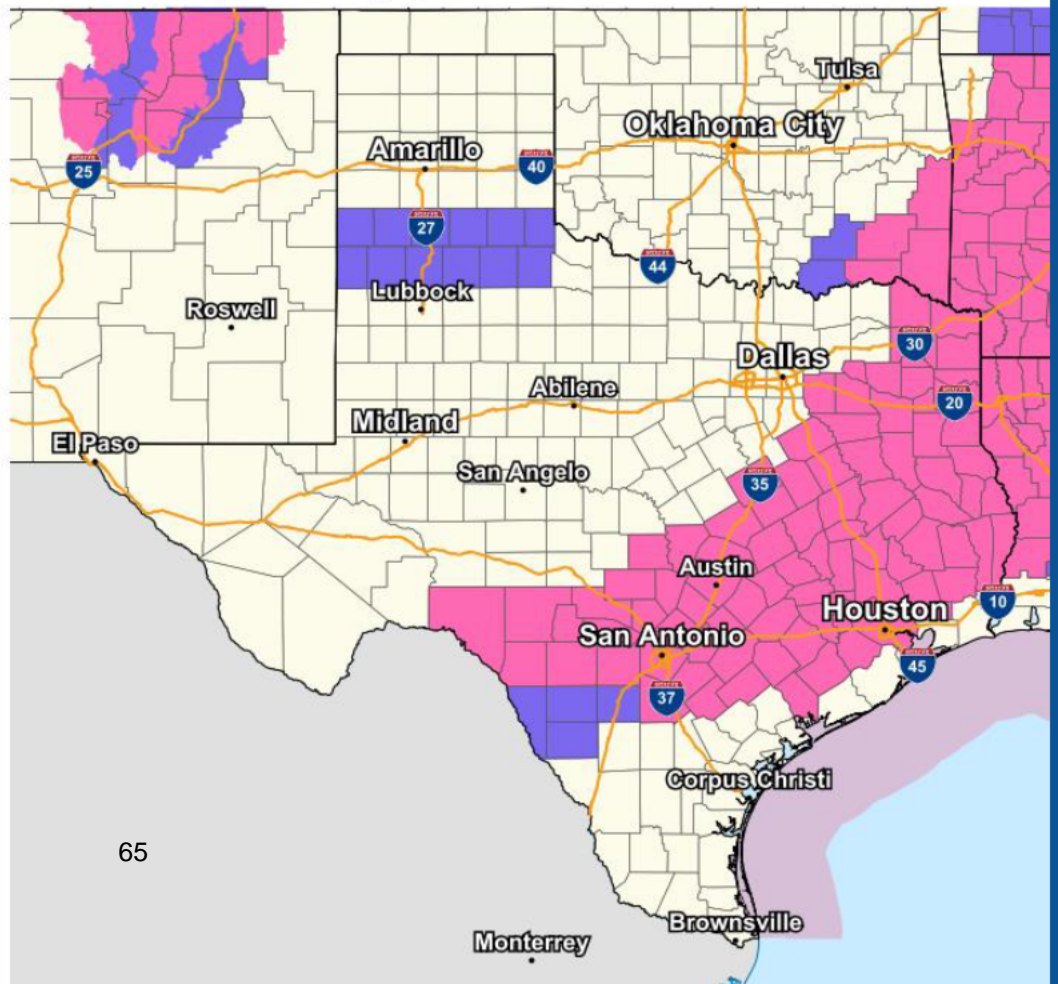 Tulsa
Oklahoma City
Amarillo
40
25
27
44
Lubbock
Roswell
30
Dallas
Abilene
20
Midland
El Paso
San Angelo
35
Austin
10
Houston
San Antonio
45
37
Corpus Christi
65
Brownsville
Monterrey